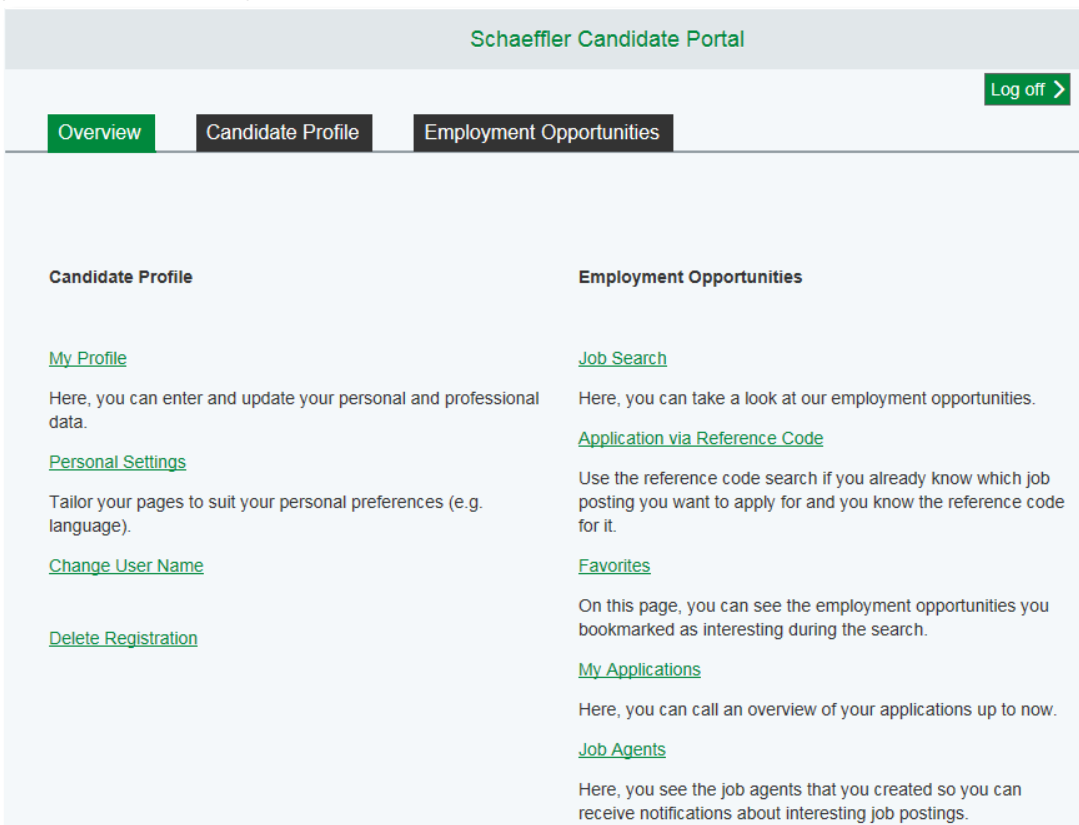 Schaeffler Candidate Portal
Log off
Overview
Candidate Profile
Employment Opportunities
Candidate Profile
My Profile
Here, you can enter and update your personal and professional
data.
Personal Settings
Tailor your pages to suit your personal preferences (e.g.
language).
Change User Name
Delete Registration
Employment Opportunities
Job Search
Here, you can take a look at our employment opportunities.
Application via Reference Code
Use the reference code search if you already know which job
posting you want to apply for and you know the reference code
for it.
Favorites
On this page, you can see the employment opportunities you
bookmarked as interesting during the search.
My Applications
Here, you can call an overview of your applications up to now.
Job Agents
Here, you see the job agents that you created so you can
receive notifications about interesting job postings.